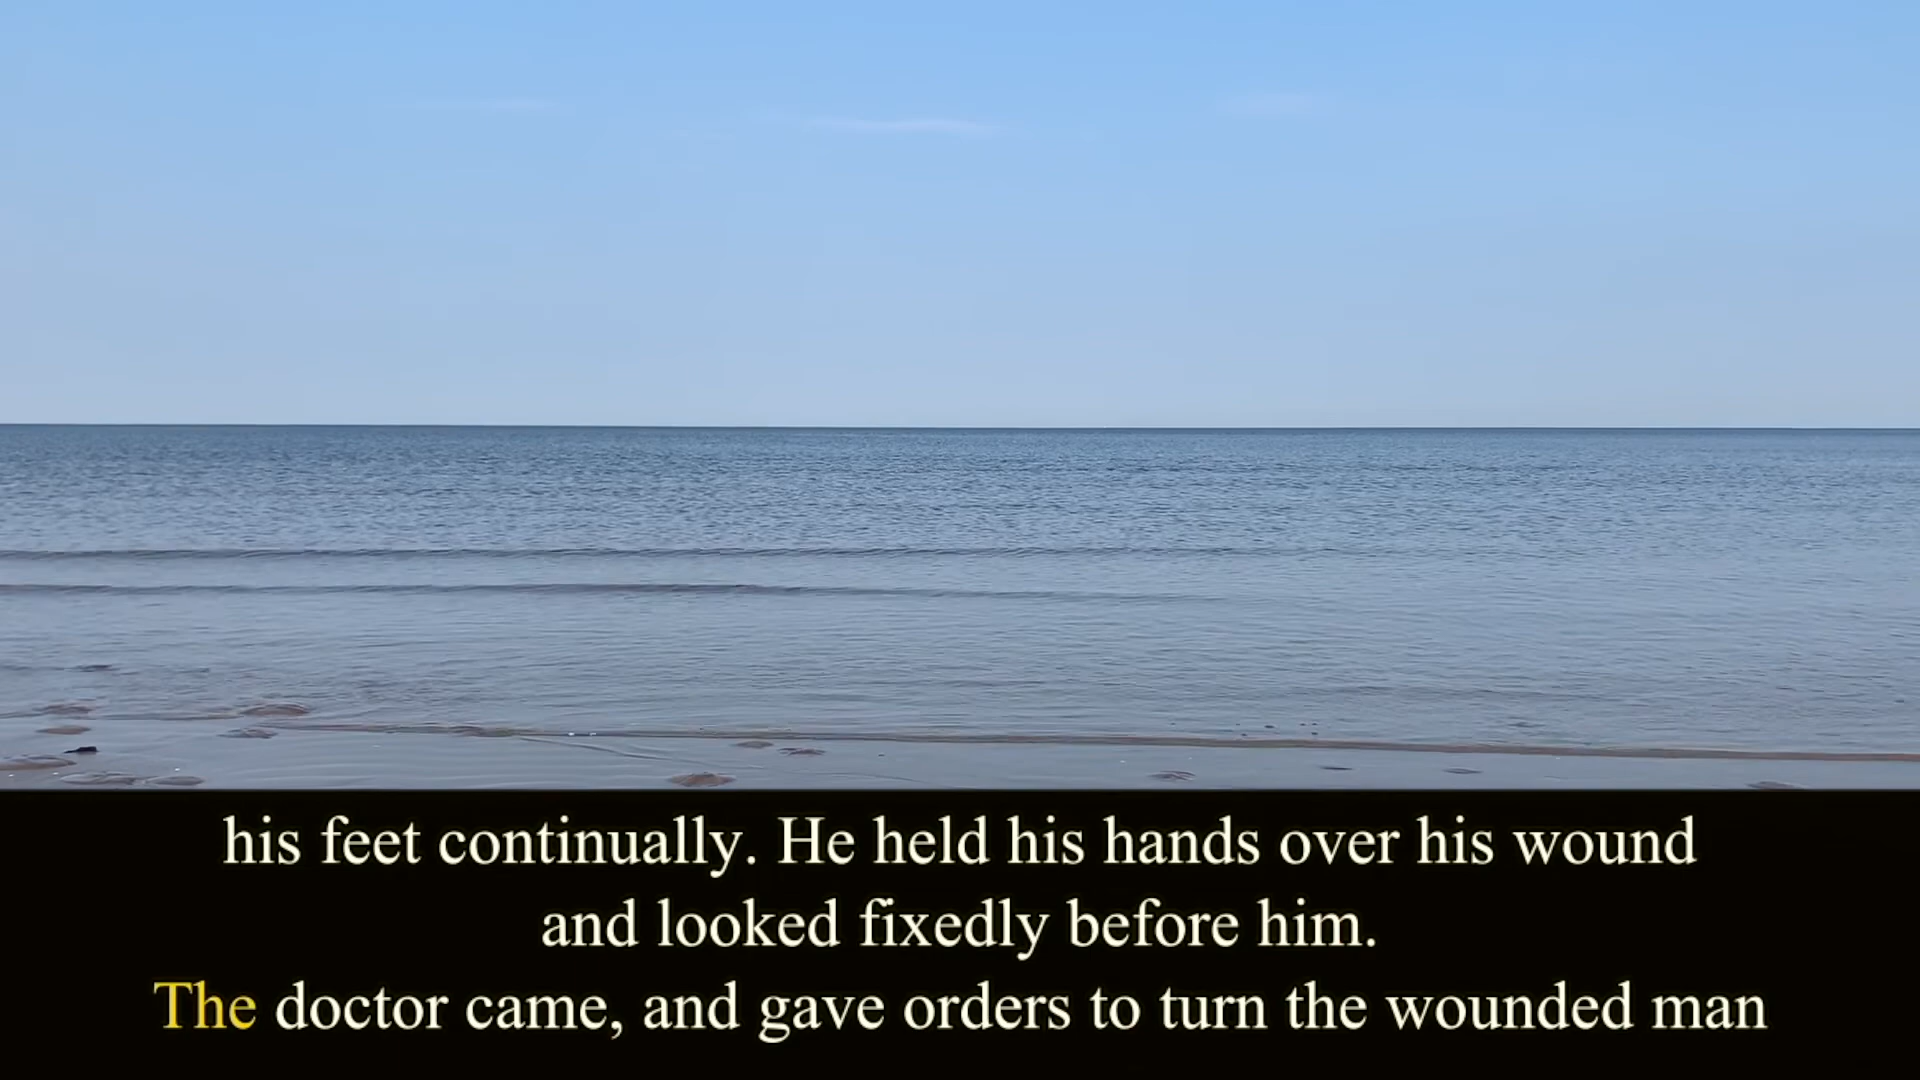 his feet continually. He held his hands over his wound
and looked fixedly before him.
The doctor came, and gave orders to turn the wounded man